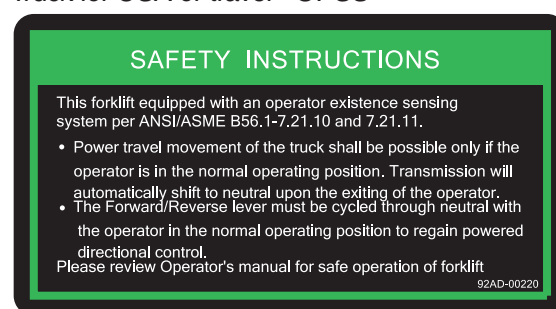 SAFETY INSTRUCTIONS
This forklift equipped with an operator existence sensing
system per ANSI/ASME B56.1-7.21.10 and 7.21.11.
• Power travel movement of the truck shall be possible only if the
operator is in the normal operating position. Transmission will
automatically shift to neutral upon the exiting of the operator.
• The Forward/Reverse lever must be cycled through neutral with
the operator in the normal operating position to regain powered
directional control.
Please review Operator's manual for safe operation of forklift
92AD-00220